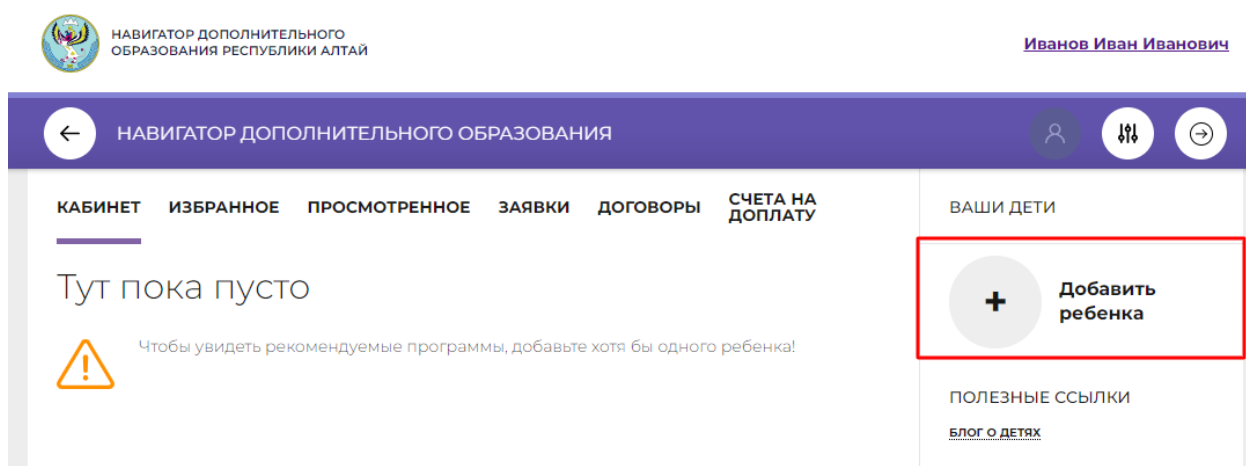 НАВИГАТОР ДОПОЛНИТЕЛЬНОГО
ОБРАЗОВАНИЯ РЕСПУБЛИКИ АЛТАЙ
Иванов Иван Иванович
НАВИГАТОР ДОПОЛНИТЕЛЬНОГО ОБРАЗОВАНИЯ
КАБИНЕТ ИЗБРАННОЕ ПРОСМОТРЕННОЕ ЗАЯВКИ ДОГОВОРЫ СЧЕТА НА
ДОПЛАТУ
ВАШИ ДЕТИ
Тут пока пусто
Чтобы увидеть рекомендуемые программы, добавьте хотя бы одного ребенка!
Добавить
ребенка
ПОЛЕЗНЫЕ ССЫЛКИ
БЛОГ О ДЕТЯХ